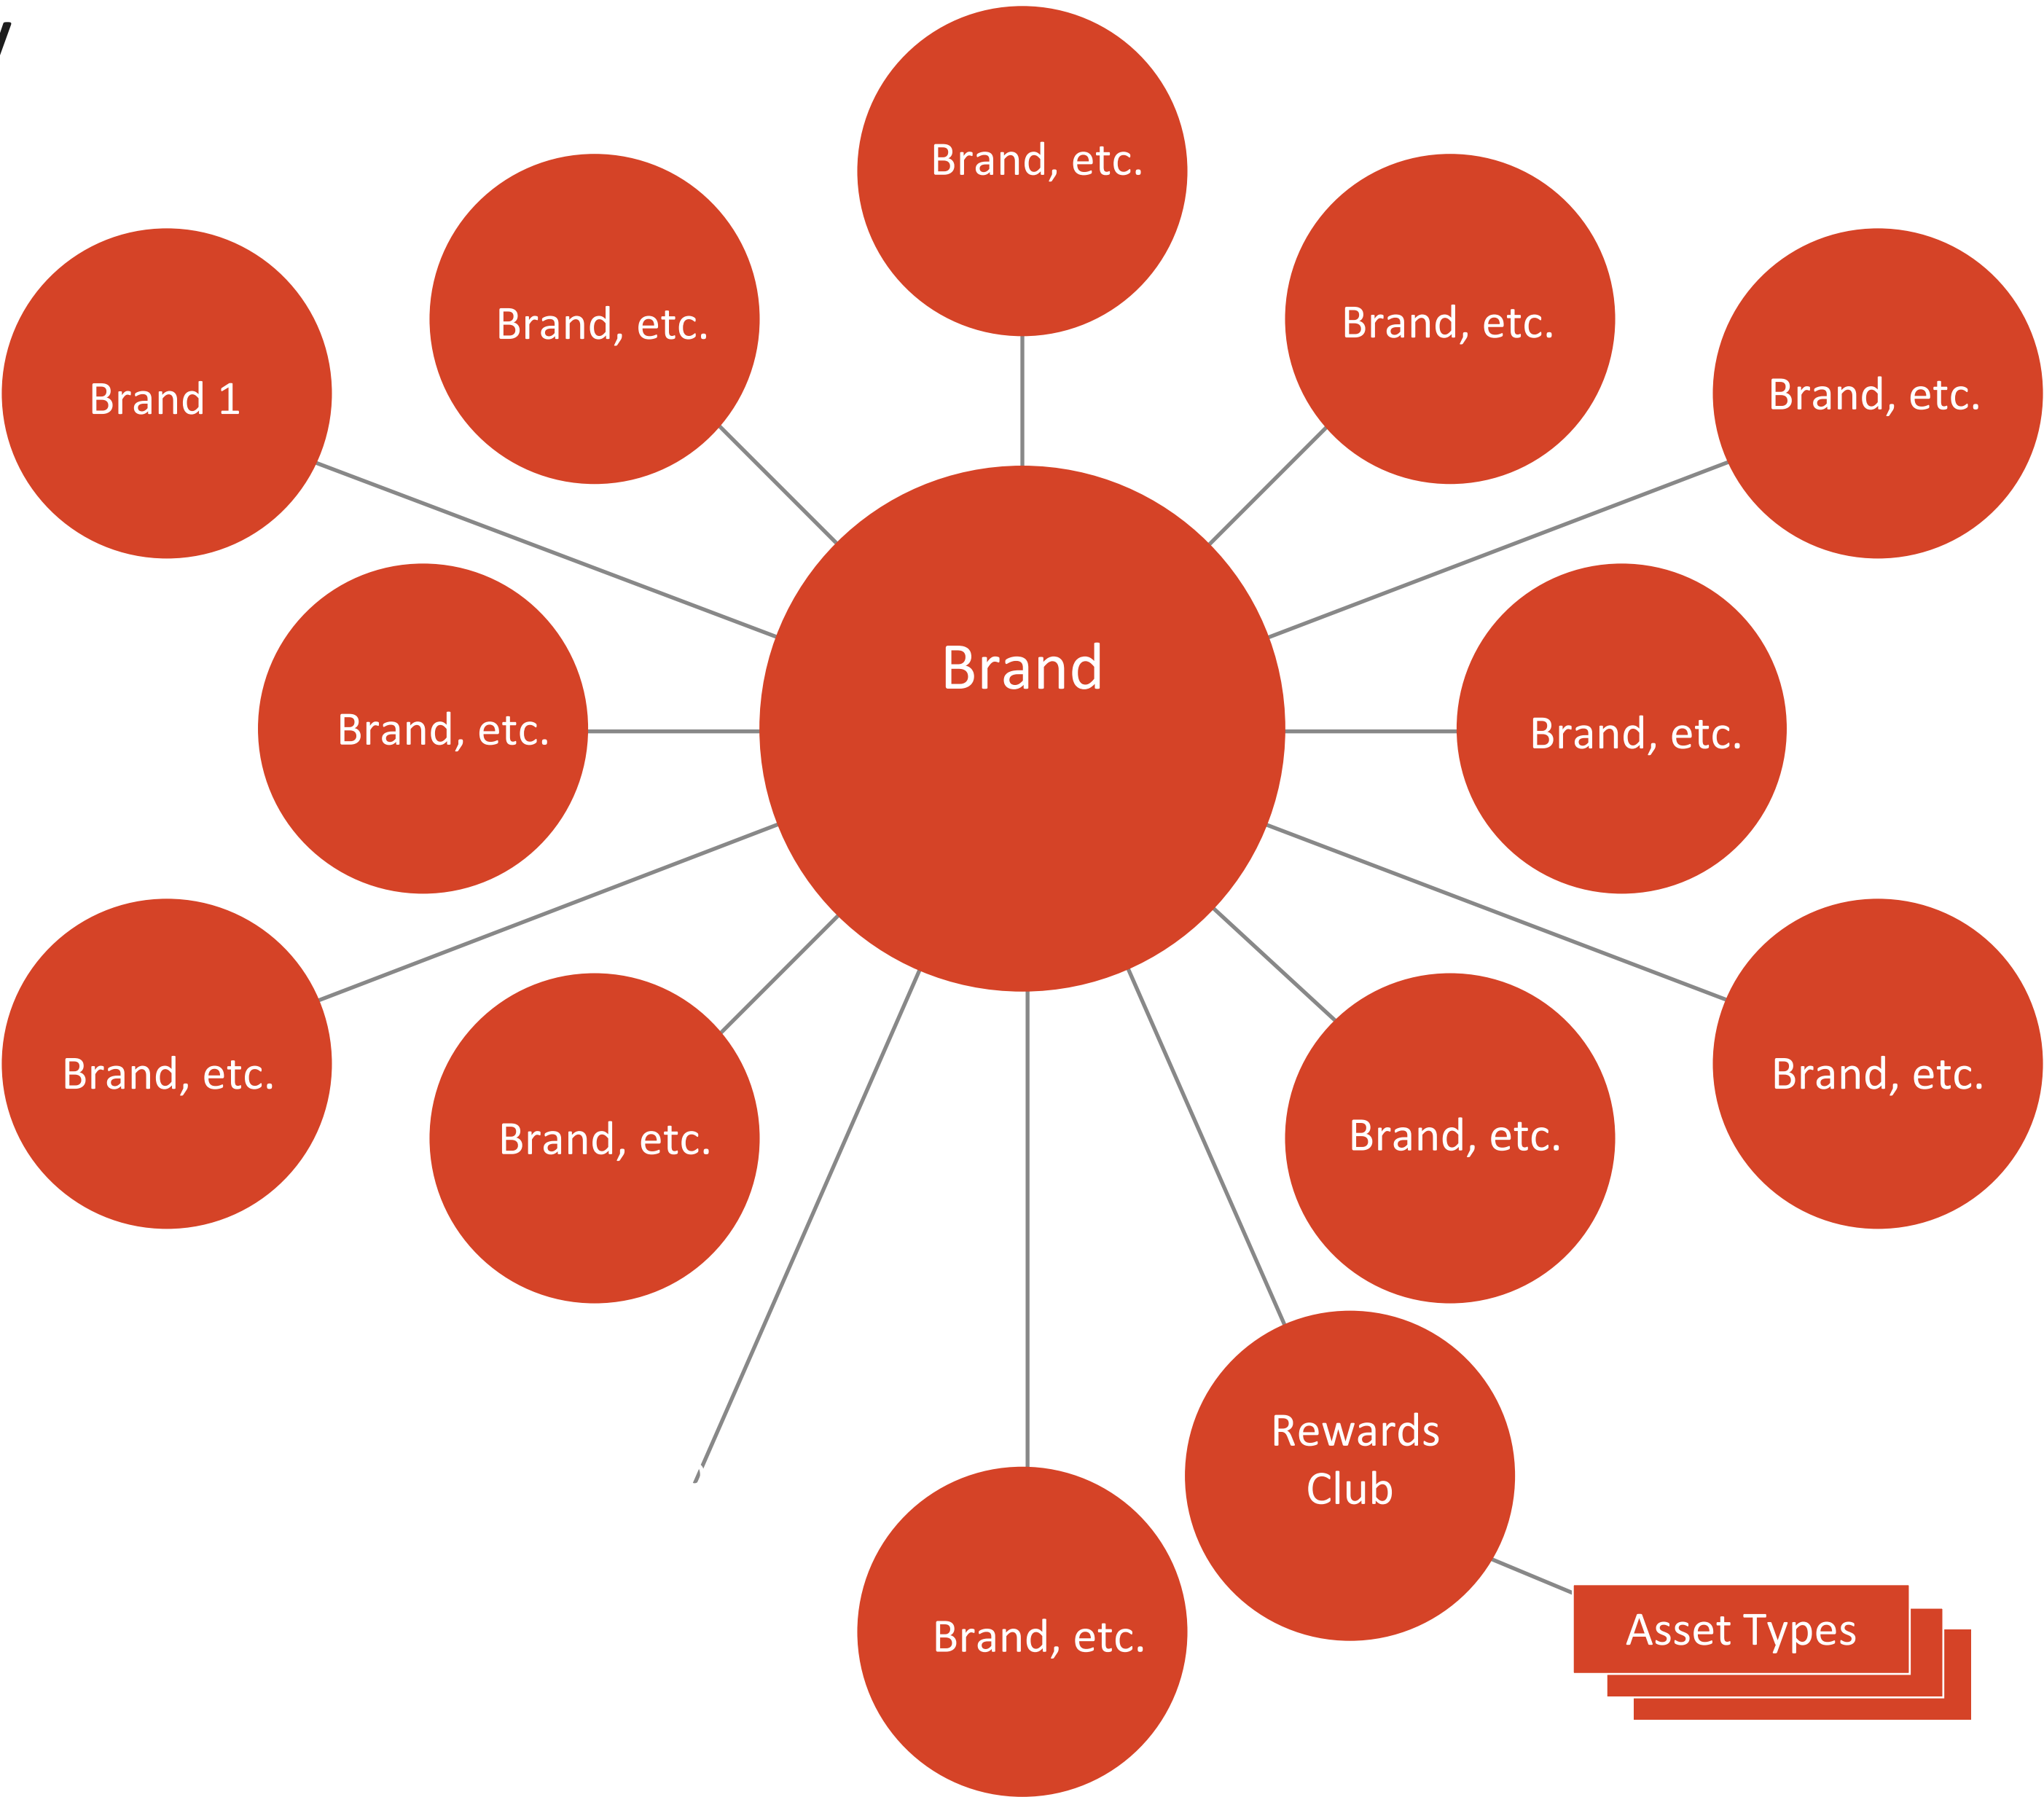 Brand, etc.
Brand, etc.
Brand, etc.
Brand 1
Brand, etc.
Brand
Brand, etc.
Brand, etc.
Brand, etc.
Brand, etc.
Brand, etc.
Brand, etc.
Rewards
Club
Brand, etc.
Asset Types